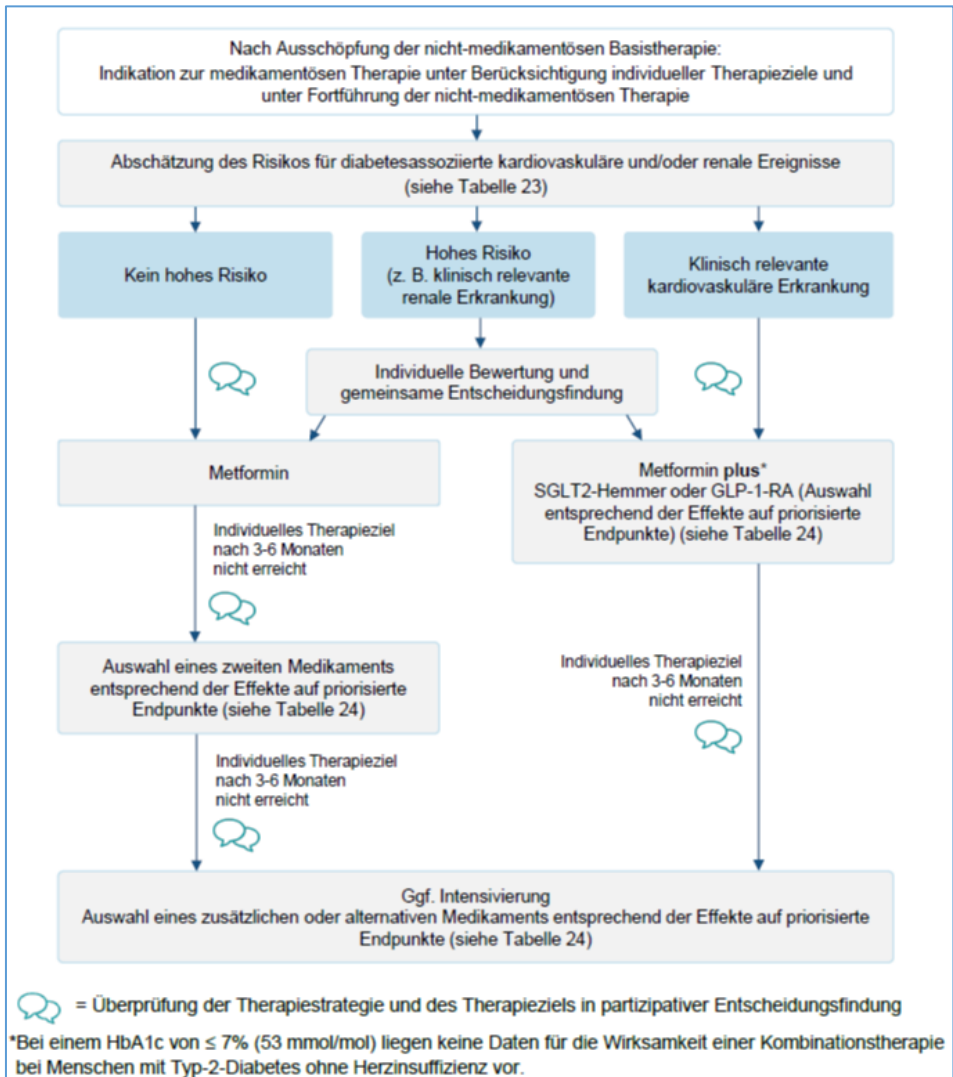 Nach Ausschöpfung der nicht-medikamentösen Basistherapie:
Indikation zur medikamentösen Therapie unter Berücksichtigung individueller Therapieziele und
unter Fortführung der nicht-medikamentösen Therapie
Abschätzung des Risikos für diabetesassoziierte kardiovaskuläre und/oder renale Ereignisse
(siehe Tabelle 23)
Kein hohes Risiko
Hohes Risiko
(z. B. klinisch relevante
renale Erkrankung)
Klinisch relevante
kardiovaskuläre Erkrankung
Individuelle Bewertung und
gemeinsame Entscheidungsfindung
Metformin
Metformin plus*
SGLT2-Hemmer oder GLP-1-RA (Auswahl
entsprechend der Effekte auf priorisierte
Endpunkte) (siehe Tabelle 24)
Individuelles Therapieziel
nach 3-6 Monaten
nicht erreicht
Auswahl eines zweiten Medikaments
entsprechend der Effekte auf priorisierte
Endpunkte (siehe Tabelle 24)
Individuelles Therapieziel
nach 3-6 Monaten
nicht erreicht
Individuelles Therapieziel
nach 3-6 Monaten
nicht erreicht
Ggf. Intensivierung
Auswahl eines zusätzlichen oder alternativen Medikaments entsprechend der Effekte auf priorisierte
Endpunkte (siehe Tabelle 24)
= Überprüfung der Therapiestrategie und des Therapieziels in partizipativer Entscheidungsfindung
*Bei einem HbA1c von ≤ 7% (53 mmol/mol) liegen keine Daten für die Wirksamkeit einer Kombinationstherapie
bei Menschen mit Typ-2-Diabetes ohne Herzinsuffizienz vor.